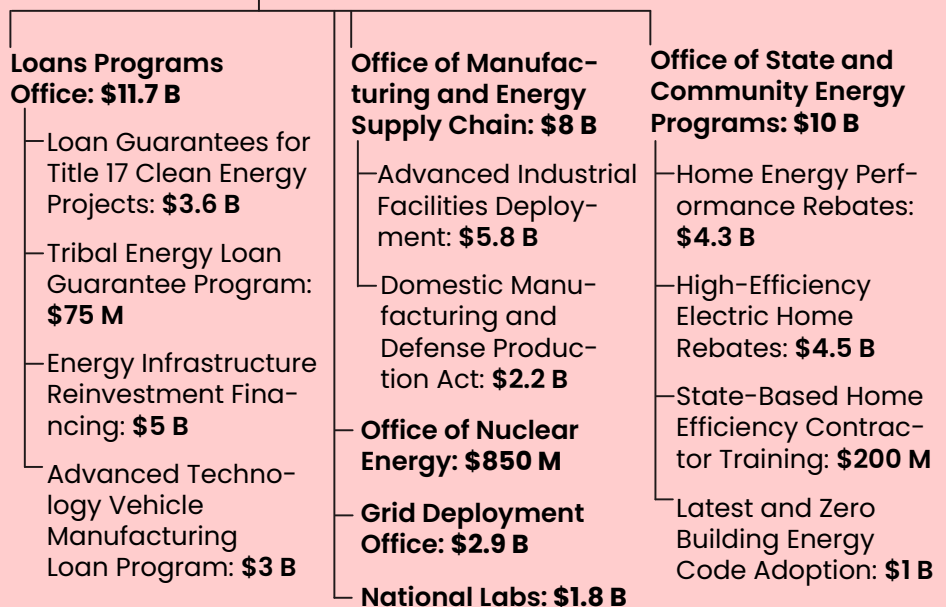 Loans Programs
Office: $11.7 B
Loan Guarantees for
Title 17 Clean Energy
Projects: $3.6 B
Tribal Energy Loan
Guarantee Program:
$75 M
Energy Infrastructure
Reinvestment Fina-
ncing: $5 B
Advanced Techno-
logy Vehicle
Manufacturing
Loan Program: $3 B
Office of Manufac-
turing and Energy
Supply Chain: $8 B
Advanced Industrial
Facilities Deploy-
ment: $5.8 B
Domestic Manu-
facturing and
Defense Produc-
tion Act: $2.2 B
Office of Nuclear
Energy: $850 M
Grid Deployment
Office: $2.9 B
National Labs: $1.8 B
Office of State and
Community Energy
Programs: $10 B
Home Energy Perf-
ormance Rebates:
$4.3 B
High-Efficiency
Electric Home
Rebates: $4.5 B
State-Based Home
Efficiency Contrac-
tor Training: $200 M
Latest and Zero
Building Energy
Code Adoption: $1 B